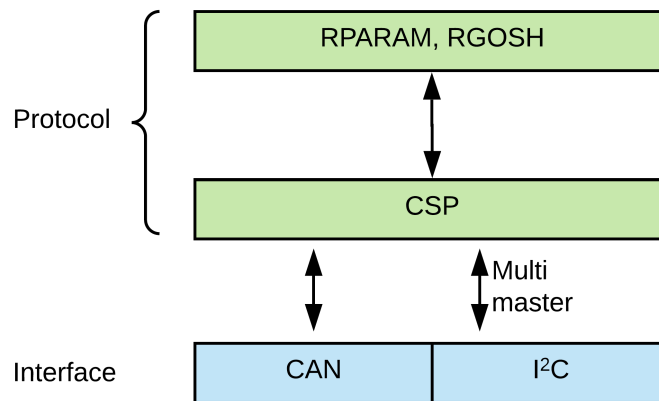 RPARAM, RGOSH
Protocol
CSP
Multi
master
Interface
CAN
I²C